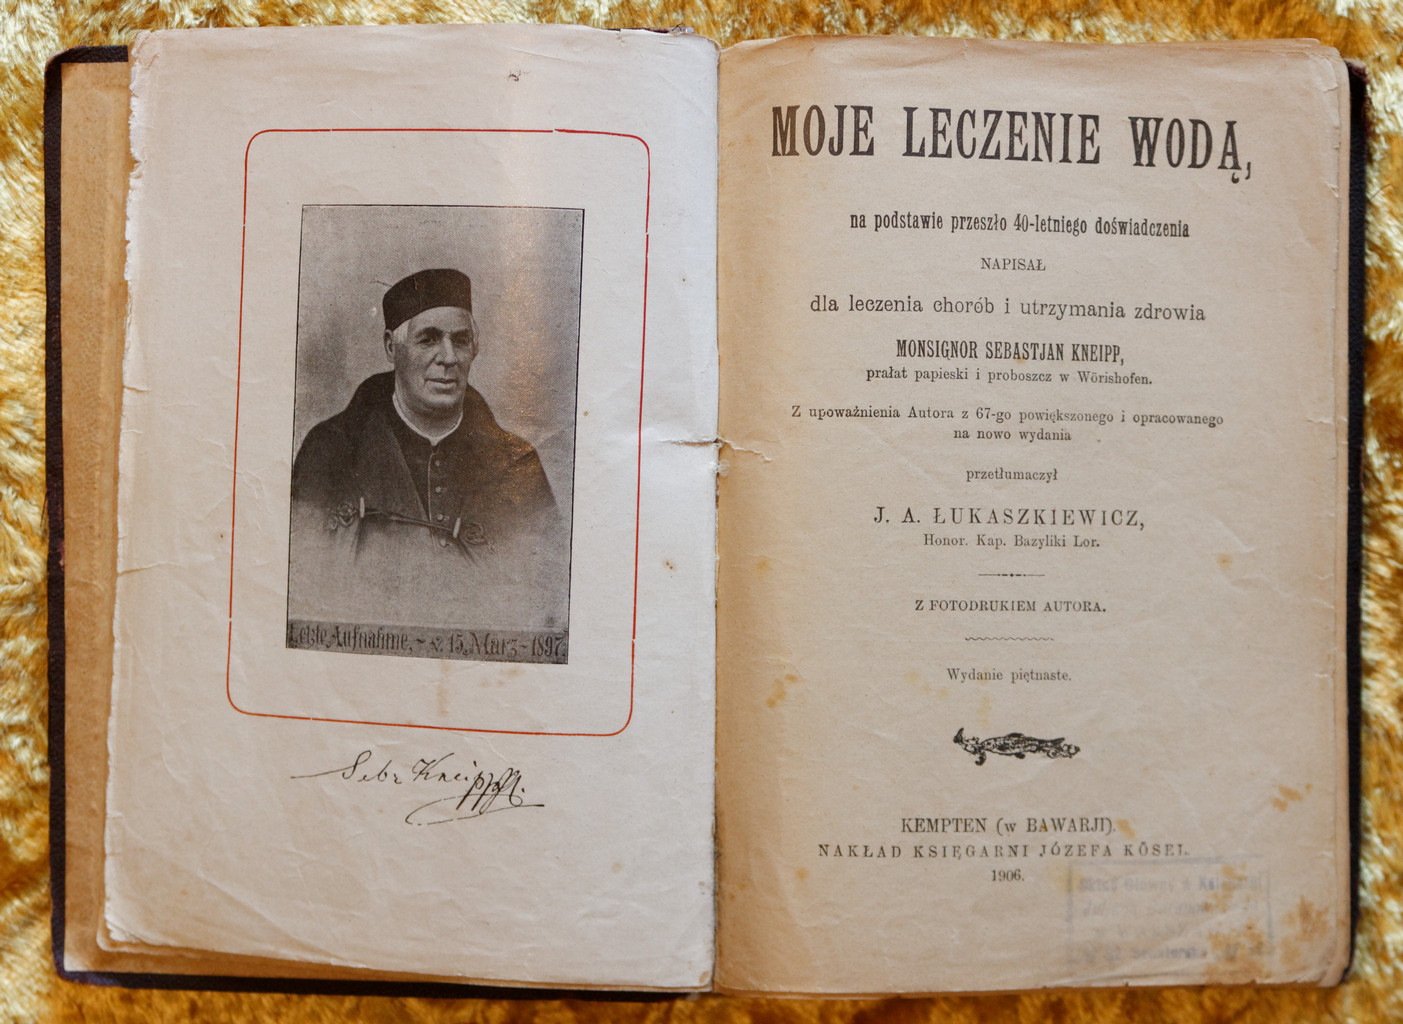 Letzte Aufnahme, - v. 15. März - 1897.
Sebr Kneipp
MOJE LECZENIE WODĄ,
na podstawie przeszło 40-letniego doświadczenia
NAPISAŁ
dla leczenia chorób i utrzymania zdrowia
MONSIGNOR SEBASTJAN KNEIPP,
prałat papieski i proboszcz w Wörishofen.
Z upoważnienia Autora z 67-go powiększonego i opracowanego
na nowo wydania
przetłumaczył
J. A. ŁUKASZKIEWICZ,
Honor. Kap. Bazyliki Lor.
Z FOTODRUKIEM AUTORA.
Wydanie piętnaste.
KEMPTEN (w BAWARJI).
NAKŁAD KSIĘGARNI JÓZEFA KÖSEL.
1906.